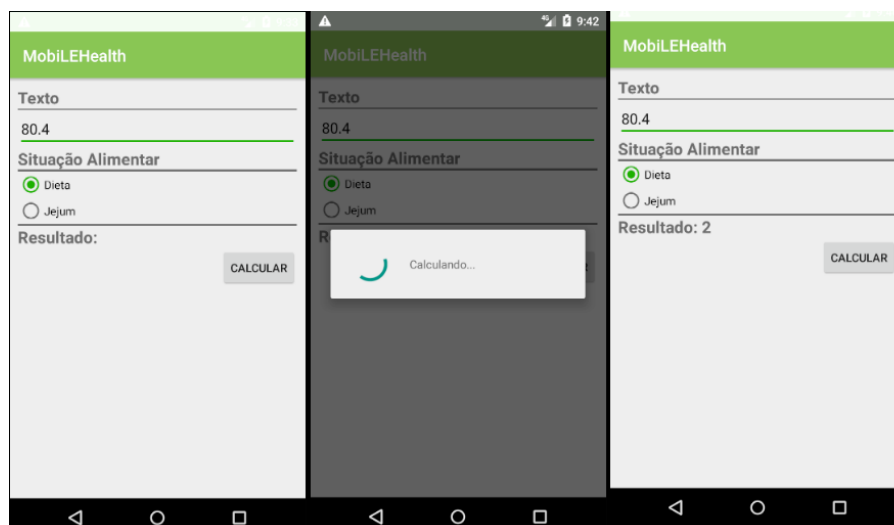 MobiLEHealth
Texto
80.4
Situação Alimentar
Dieta
Jejum
Resultado:
CALCULAR
9:42
MobiLEHealth
Texto
80.4
Situação Alimentar
Dieta
Jejum
R
Calculando...
MobiLEHealth
Texto
80.4
Situação Alimentar
Dieta
Jejum
Resultado: 2
CALCULAR